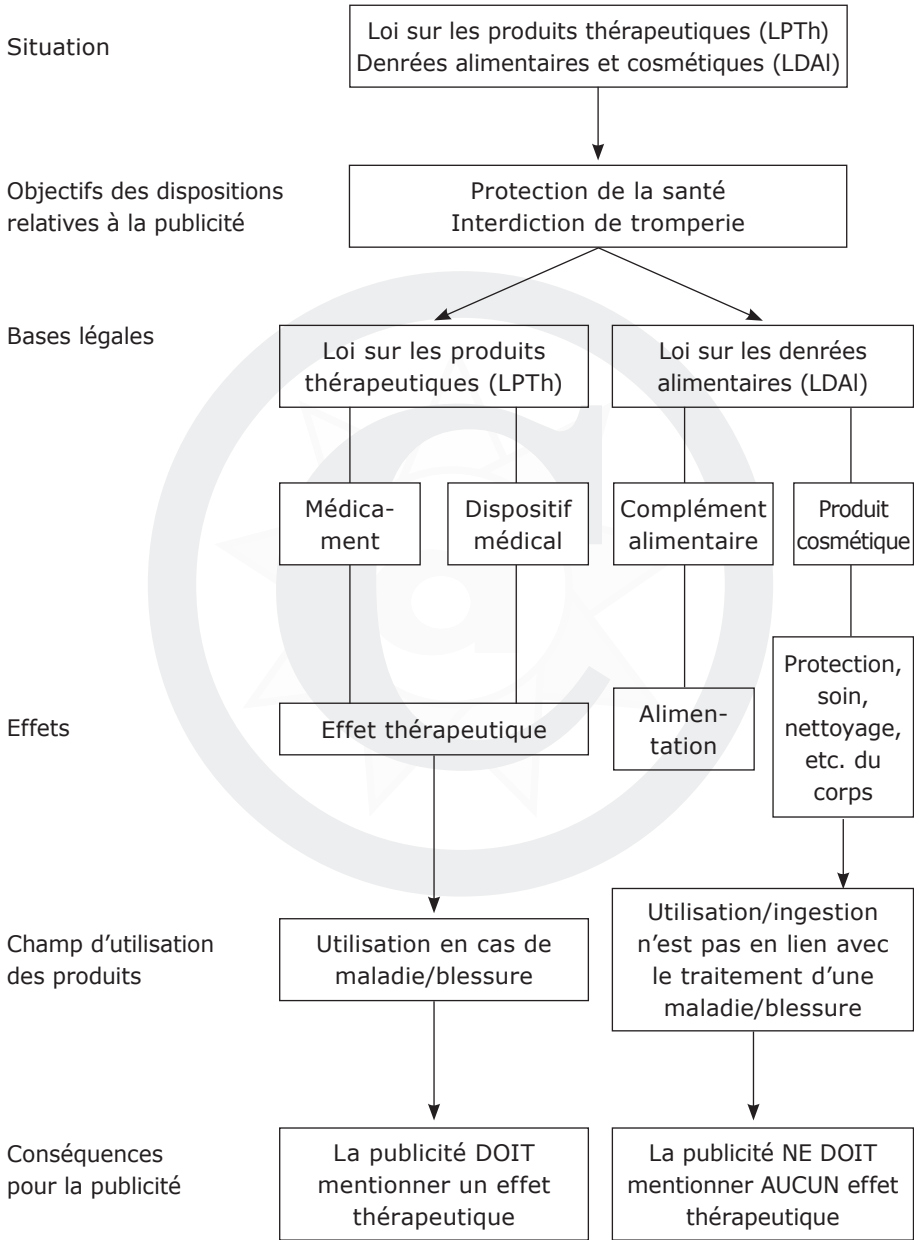 Situation
Loi sur les produits thérapeutiques (LPTh)
Denrées alimentaires et cosmétiques (LDAl)
Objectifs des dispositions
relatives à la publicité
Protection de la santé
Interdiction de tromperie
Bases légales
Loi sur les produits
thérapeutiques (LPTh)
Loi sur les denrées
alimentaires (LDAl)
Médica-
ment
Dispositif
médical
Complément
alimentaire
Produit
cosmétique
Effets
Effet thérapeutique
Alimen-
tation
Protection,
soin,
nettoyage,
etc. du
corps
Champ d’utilisation
des produits
Utilisation en cas de
maladie/blessure
Utilisation/ingestion
n’est pas en lien avec
le traitement d’une
maladie/blessure
Conséquences
pour la publicité
La publicité DOIT
mentionner un effet
thérapeutique
La publicité NE DOIT
mentionner AUCUN effet
thérapeutique